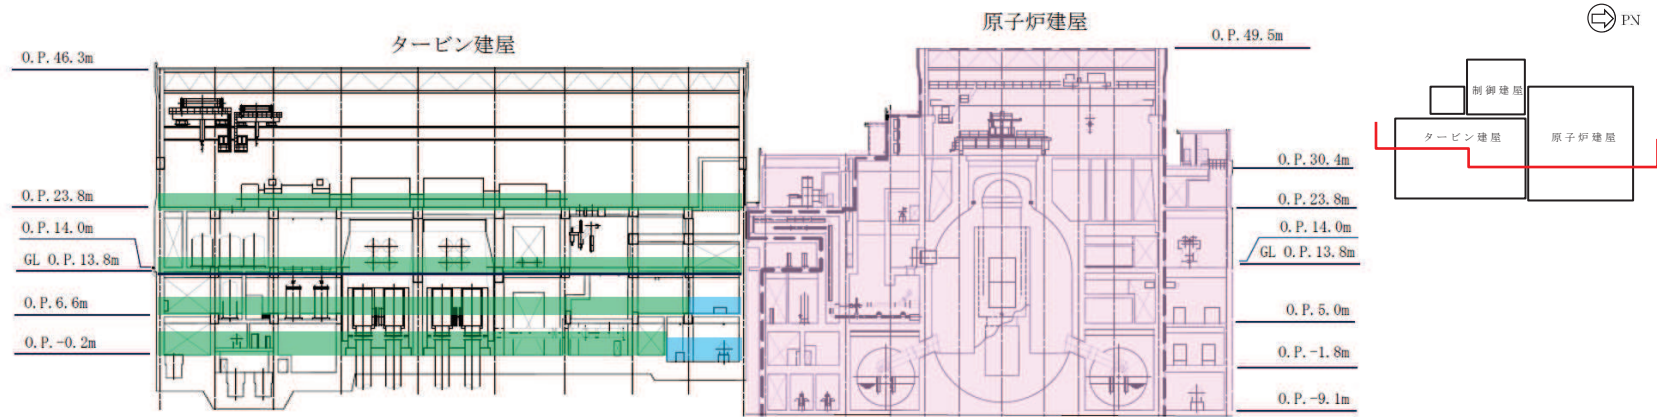 タービン建屋
原子炉建屋
PN
O.P.46.3m
O.P.23.8m
O.P.14.0m
GL O.P.13.8m
O.P.6.6m
O.P.-0.2m
O.P.49.5m
O.P.30.4m
O.P.23.8m
O.P.14.0m
GL O.P.13.8m
O.P.5.0m
O.P.-1.8m
O.P.-9.1m
制御建屋
タービン建屋
原子炉建屋